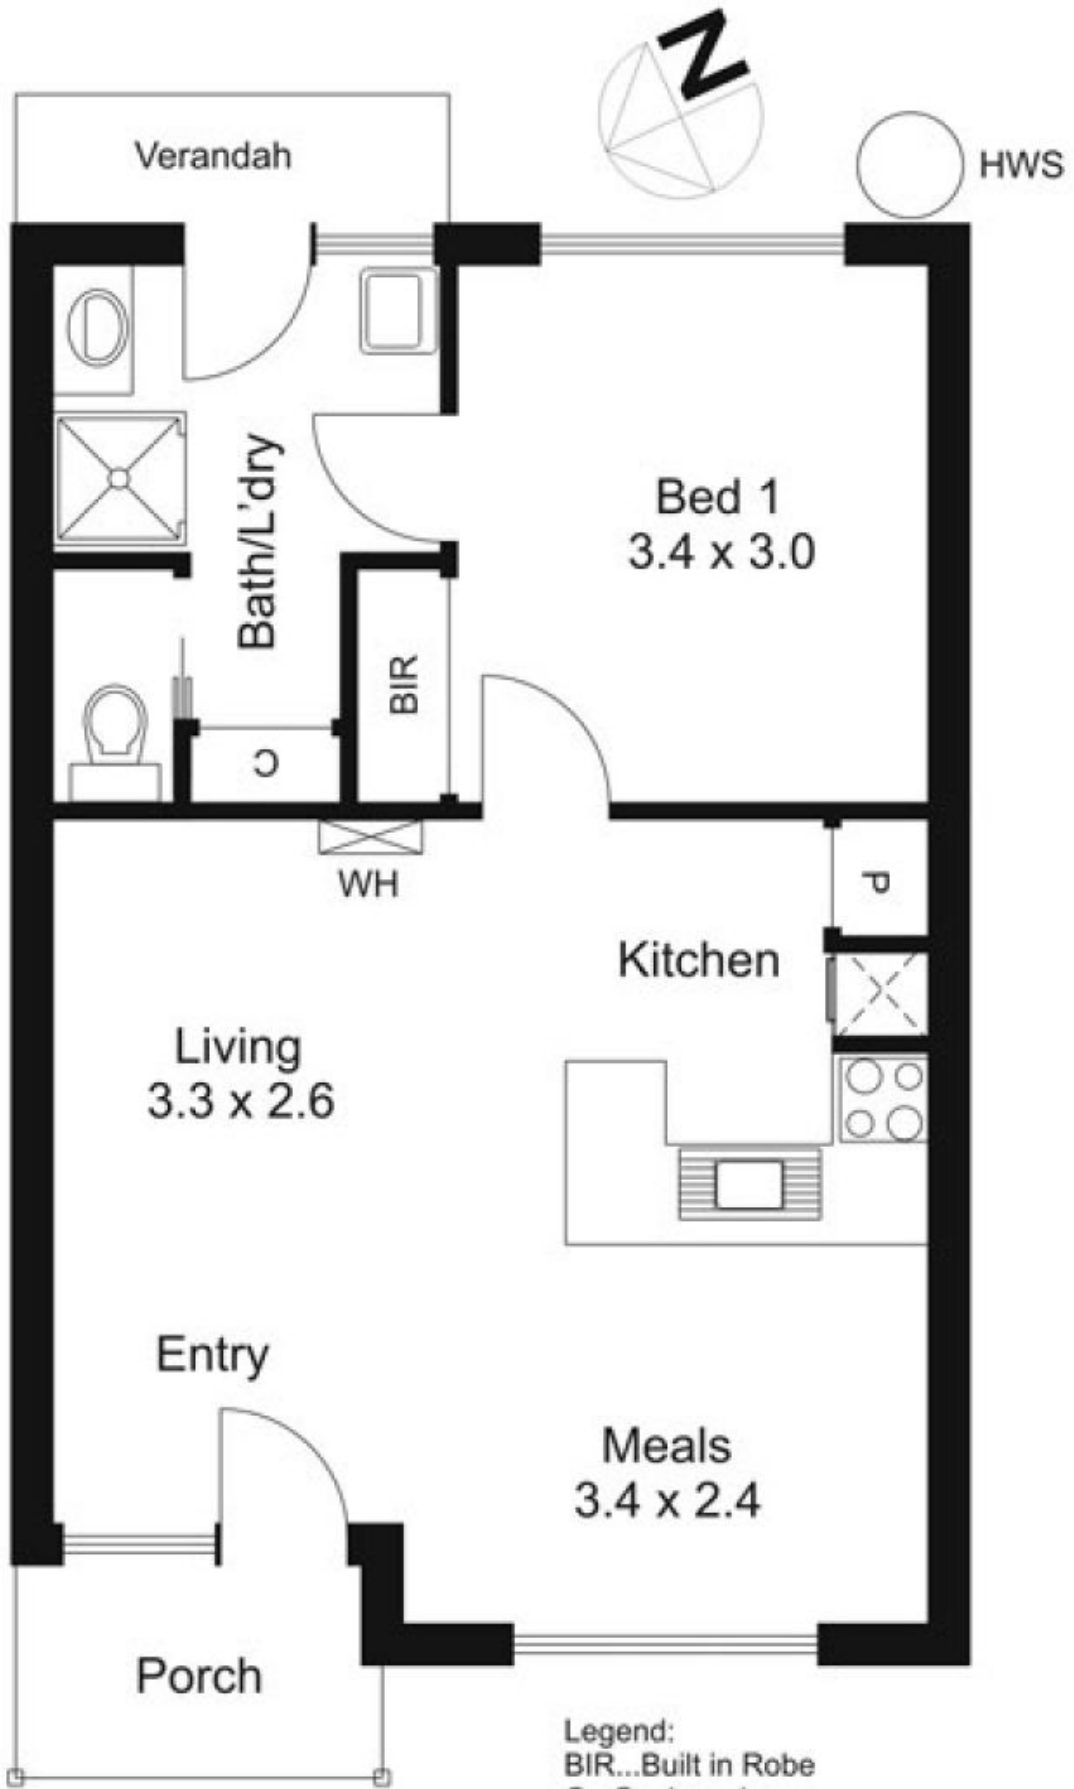 N
Verandah
HWS
Bath/L'dry
Bed 1
3.4 x 3.0
BIR
C
WH
P
Kitchen
Living
3.3 x 2.6
Entry
Meals
3.4 x 2.4
Porch
Legend:
BIR...Built in Robe